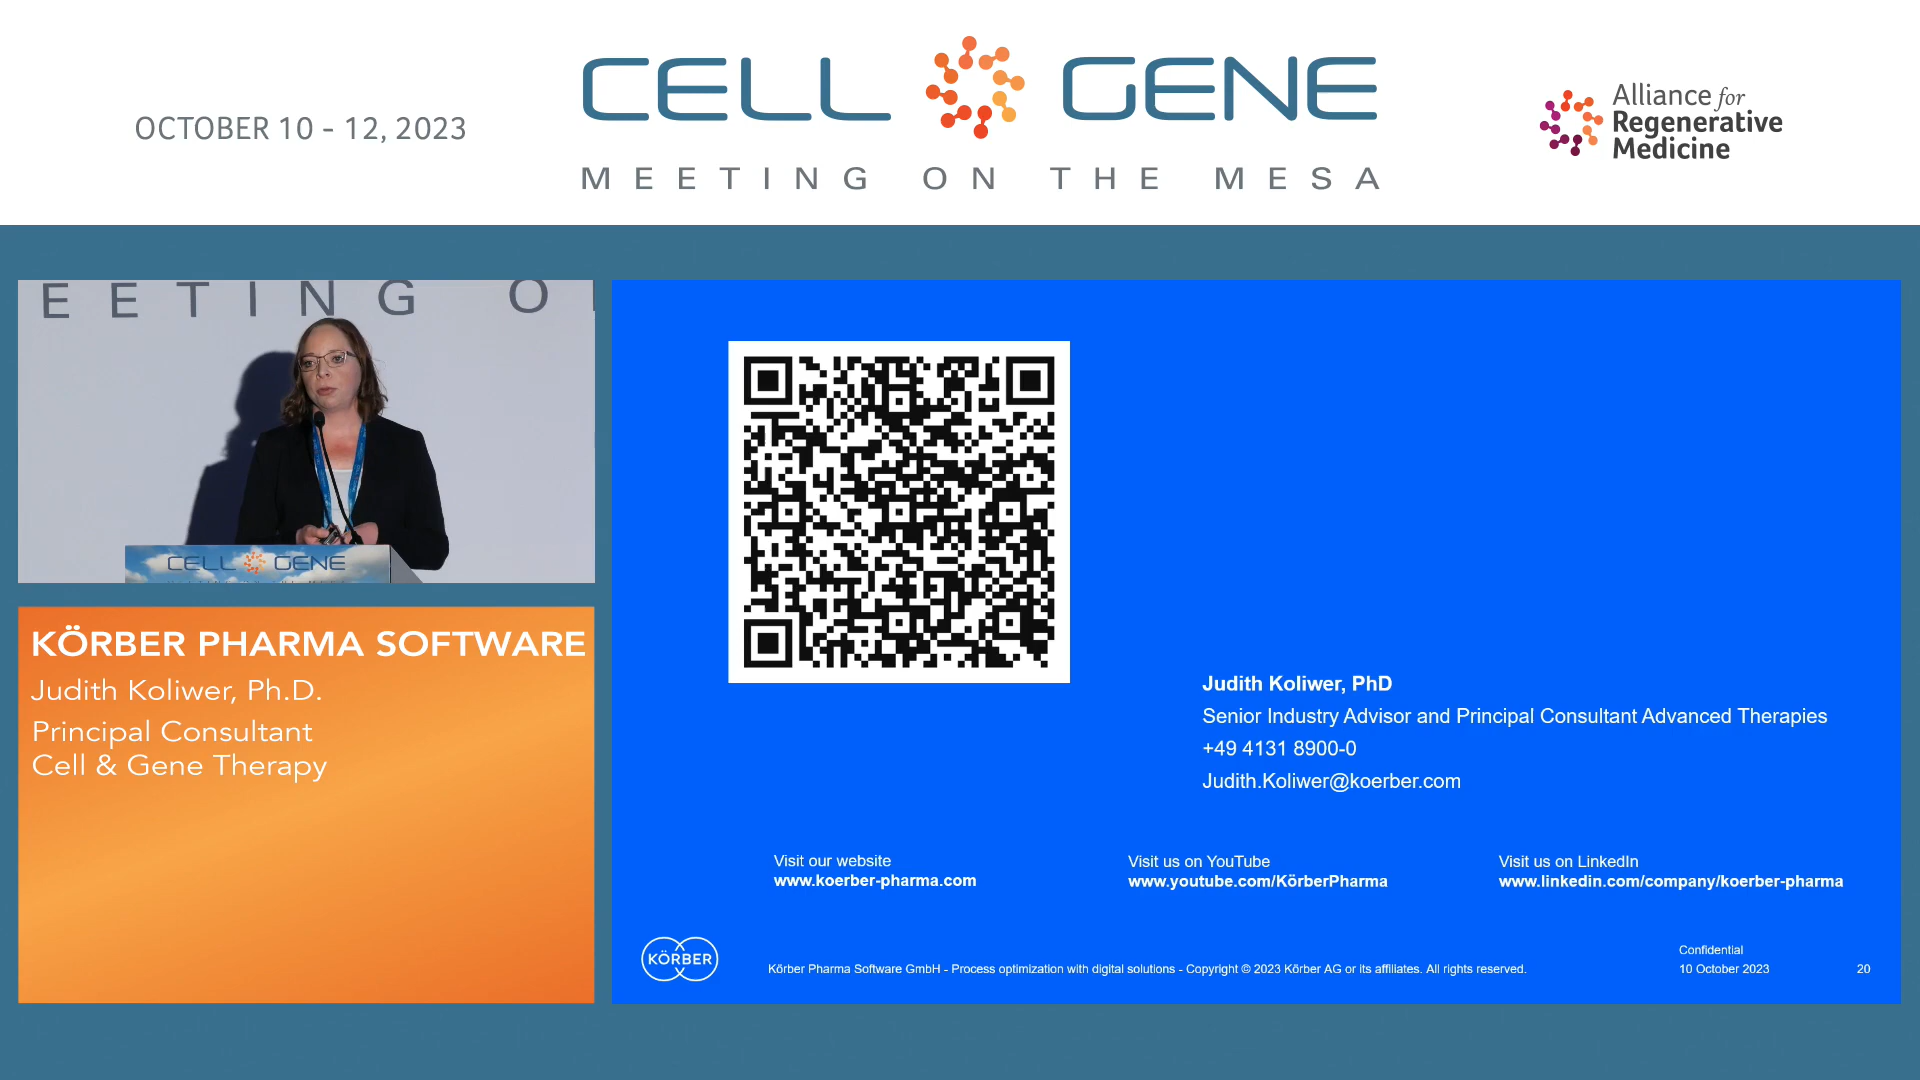 OCTOBER 10 - 12, 2023
CELL GENE
MEETING ON THE MESA
Alliance for
Regenerative
Medicine
EETING O
CELL GENE
KÖRBER PHARMA SOFTWARE
Judith Koliwer, Ph.D.
Principal Consultant
Cell & Gene Therapy
Judith Koliwer, PhD
Senior Industry Advisor and Principal Consultant Advanced Therapies
+49 4131 8900-0
Judith.Koliwer@koerber.com
Visit our website
www.koerber-pharma.com
Visit us on YouTube
www.youtube.com/KörberPharma
Visit us on LinkedIn
www.linkedin.com/company/koerber-pharma
KÖRBER
Körber Pharma Software GmbH - Process optimization with digital solutions - Copyright © 2023 Körber AG or its affiliates. All rights reserved.
Confidential
10 October 2023
20